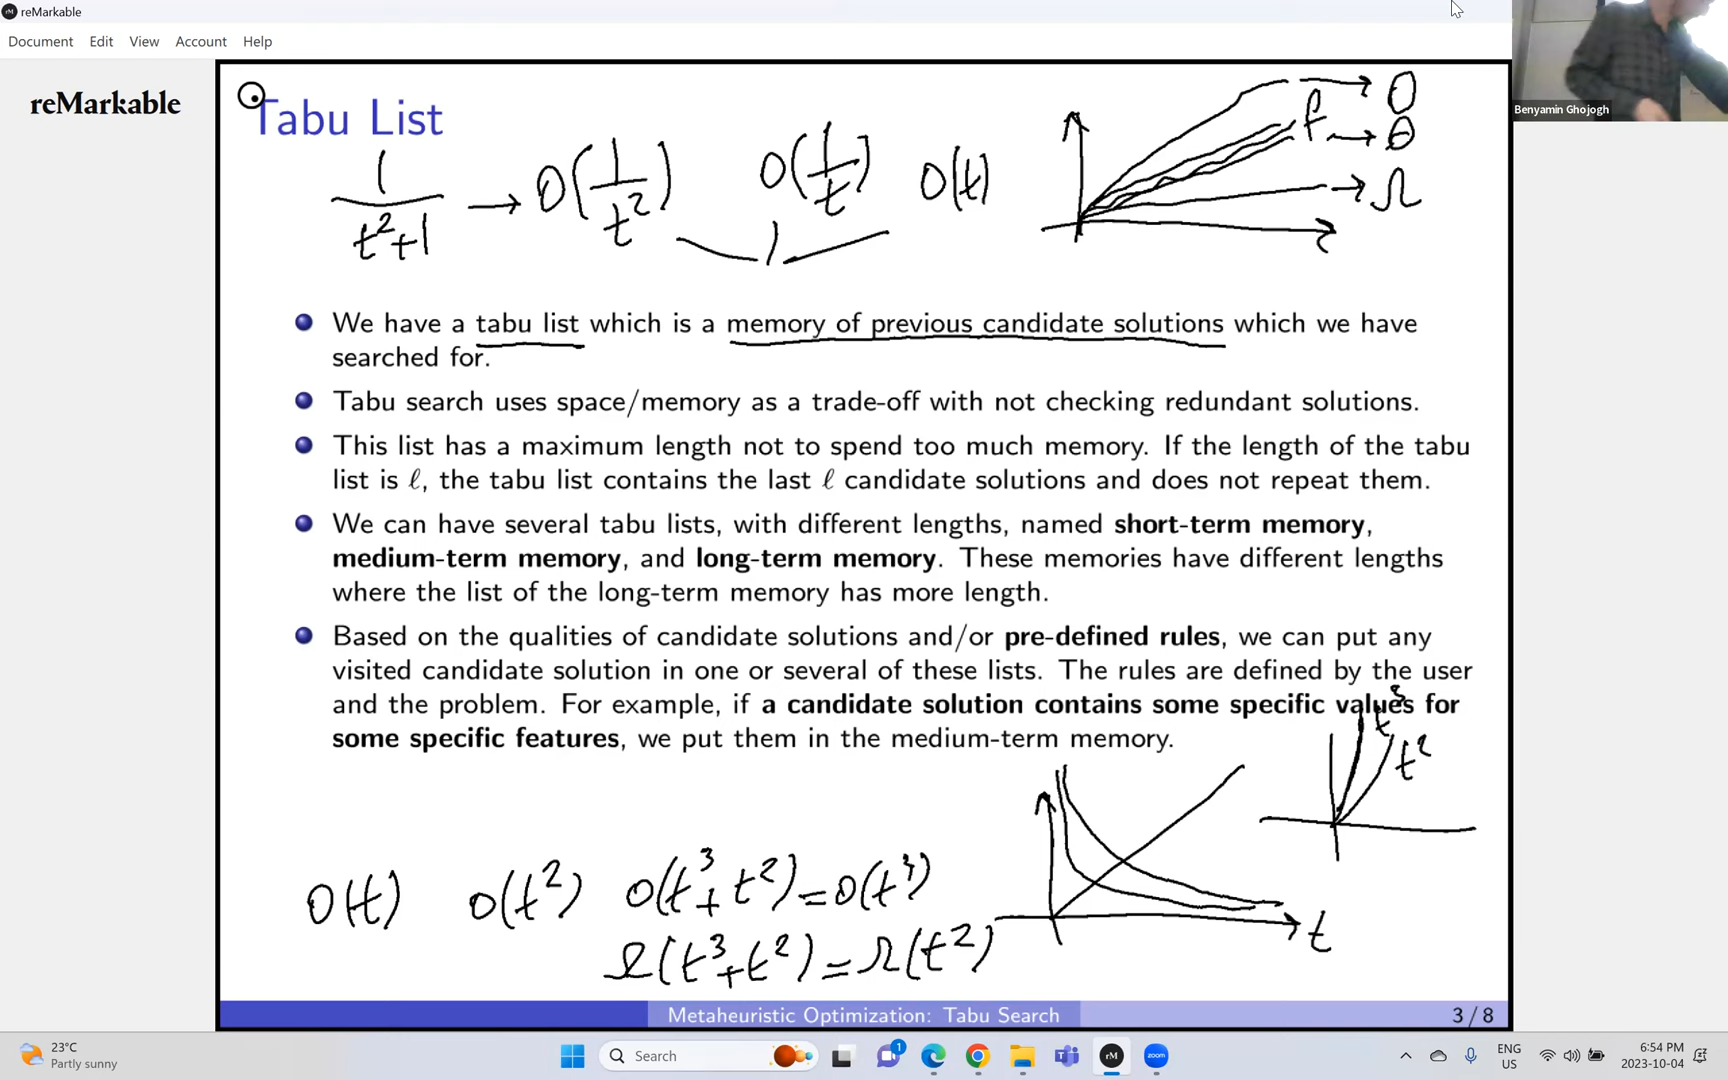 reMarkable
Document Edit View Account Help
reMarkable
Benyamin Ghojogh
Tabu List
1/(t²+1) → O(1/t²) O(1/t) O(t)
O
f
Θ
Ω
We have a tabu list which is a memory of previous candidate solutions which we have
searched for.
Tabu search uses space/memory as a trade-off with not checking redundant solutions.
This list has a maximum length not to spend too much memory. If the length of the tabu
list is ℓ, the tabu list contains the last ℓ candidate solutions and does not repeat them.
We can have several tabu lists, with different lengths, named short-term memory,
medium-term memory, and long-term memory. These memories have different lengths
where the list of the long-term memory has more length.
Based on the qualities of candidate solutions and/or pre-defined rules, we can put any
visited candidate solution in one or several of these lists. The rules are defined by the user
and the problem. For example, if a candidate solution contains some specific values for
some specific features, we put them in the medium-term memory.
t³
t²
O(t) O(t²) O(t³+t²)=O(t³)
t
Ω(t³+t²)=Ω(t²)
Metaheuristic Optimization: Tabu Search
3 / 8
23°C
Partly sunny
Search
1
rM
zoom
ENG
US
6:54 PM
2023-10-04